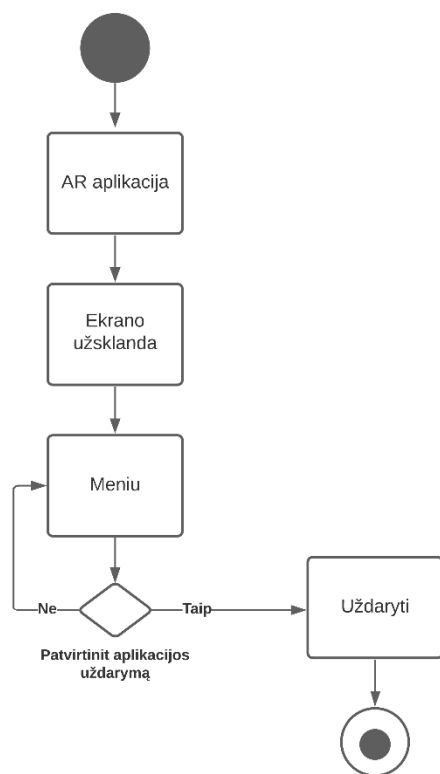 AR aplikacija
Ekrano
užsklanda
Meniu
Ne
Taip
Uždaryti
Patvirtinit aplikacijos
uždarymą